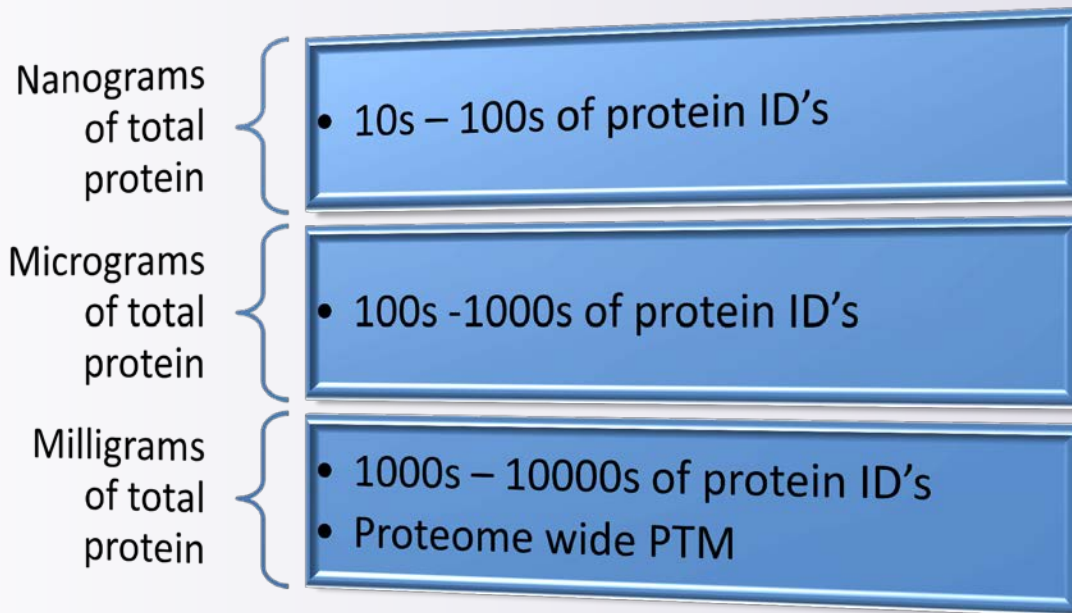 Nanograms
of total
protein
• 10s – 100s of protein ID's
Micrograms
of total
protein
• 100s -1000s of protein ID's
Milligrams
of total
protein
• 1000s – 10000s of protein ID's
• Proteome wide PTM